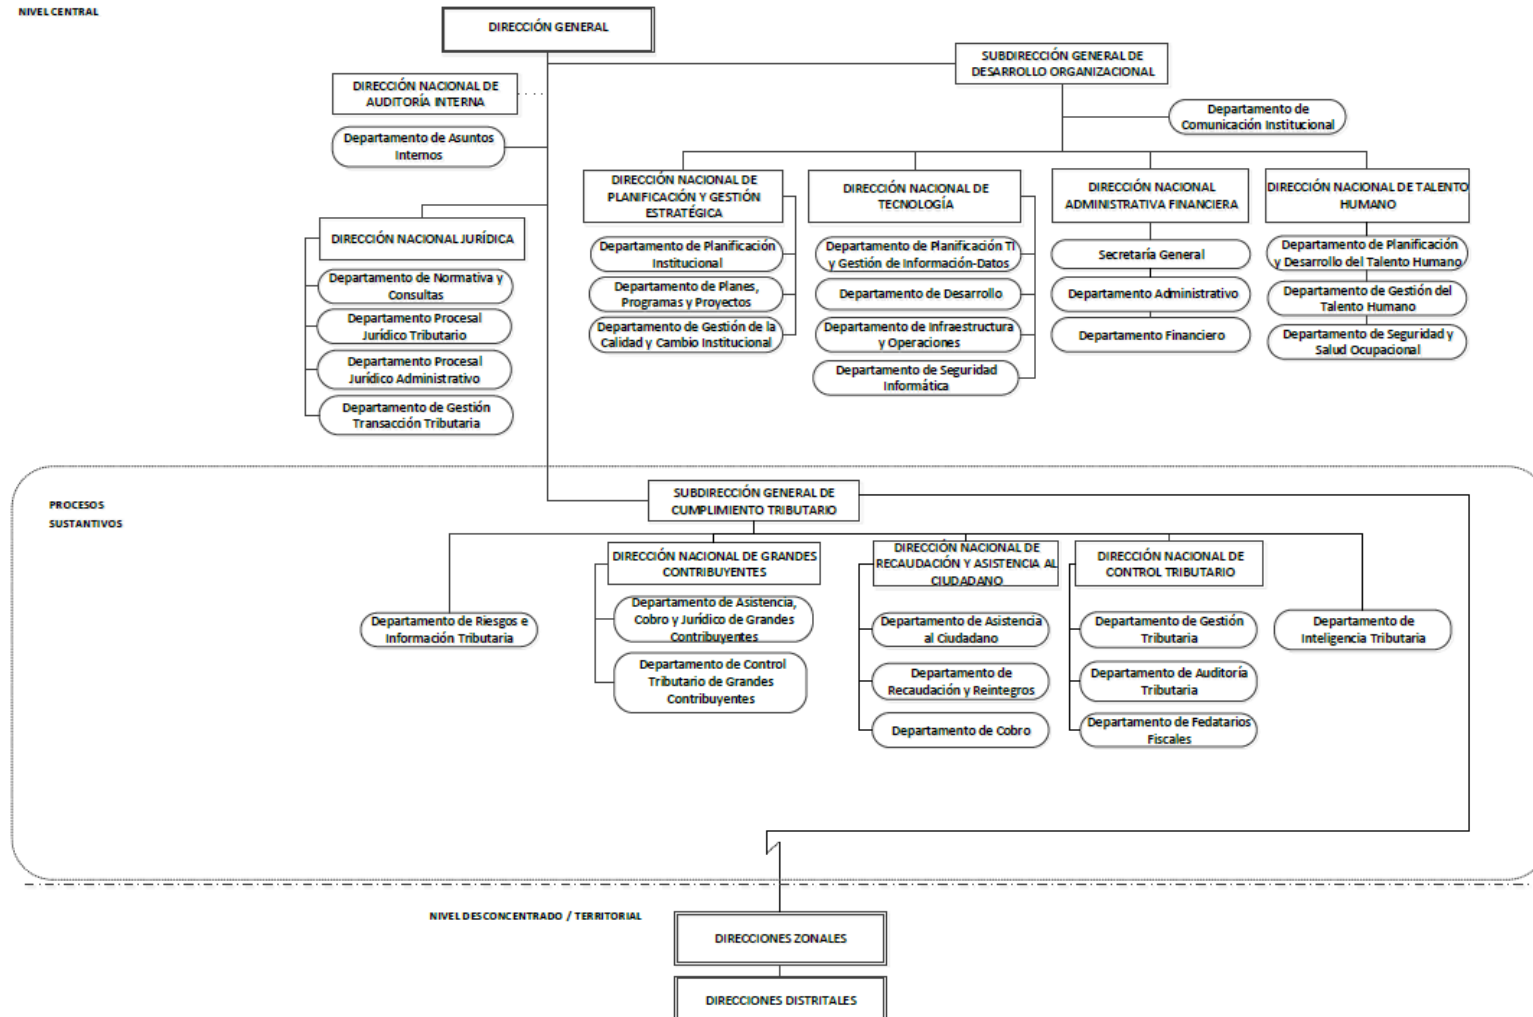 NIVEL CENTRAL
DIRECCIÓN GENERAL
SUBDIRECCIÓN GENERAL DE
DESARROLLO ORGANIZACIONAL
DIRECCIÓN NACIONAL DE
AUDITORÍA INTERNA
Departamento de
Comunicación Institucional
Departamento de Asuntos
Internos
DIRECCIÓN NACIONAL DE
PLANIFICACIÓN Y GESTIÓN
ESTRATÉGICA
Departamento de Planificación
Institucional
Departamento de Planes,
Programas y Proyectos
Departamento de Gestión de la
Calidad y Cambio Institucional
DIRECCIÓN NACIONAL DE
TECNOLOGÍA
Departamento de Planificación TI
y Gestión de Información-Datos
Departamento de Desarrollo
Departamento de Infraestructura
y Operaciones
Departamento de Seguridad
Informática
DIRECCIÓN NACIONAL
ADMINISTRATIVA FINANCIERA
Secretaría General
Departamento Administrativo
Departamento Financiero
DIRECCIÓN NACIONAL DE TALENTO
HUMANO
Departamento de Planificación
y Desarrollo del Talento Humano
Departamento de Gestión del
Talento Humano
Departamento de Seguridad y
Salud Ocupacional
DIRECCIÓN NACIONAL JURÍDICA
Departamento de Normativa y
Consultas
Departamento Procesal
Jurídico Tributario
Departamento Procesal
Jurídico Administrativo
Departamento de Gestión
Transacción Tributaria
PROCESOS
SUSTANTIVOS
SUBDIRECCIÓN GENERAL DE
CUMPLIMIENTO TRIBUTARIO
Departamento de Riesgos e
Información Tributaria
DIRECCIÓN NACIONAL DE GRANDES
CONTRIBUYENTES
Departamento de Asistencia,
Cobro y Jurídico de Grandes
Contribuyentes
Departamento de Control
Tributario de Grandes
Contribuyentes
DIRECCIÓN NACIONAL DE
RECAUDACIÓN Y ASISTENCIA AL
CIUDADANO
Departamento de Asistencia
al Ciudadano
Departamento de
Recaudación y Reintegros
Departamento de Cobro
DIRECCIÓN NACIONAL DE
CONTROL TRIBUTARIO
Departamento de Gestión
Tributaria
Departamento de Auditoría
Tributaria
Departamento de Fedatarios
Fiscales
Departamento de
Inteligencia Tributaria
NIVEL DESCONCENTRADO / TERRITORIAL
DIRECCIONES ZONALES
DIRECCIONES DISTRITALES